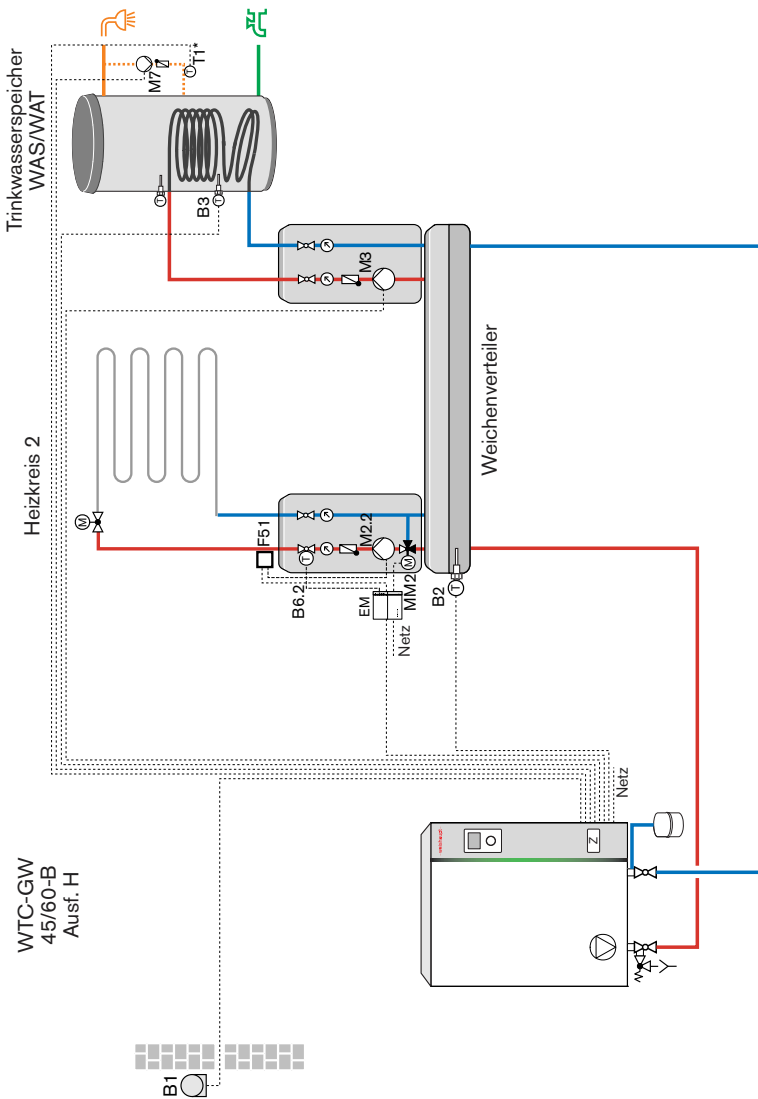 WTC-GW
45/60-B
Ausf. H
B1
Heizkreis 2
Trinkwasserspeicher
WAS/WAT
M7
T1*
T
T
T
B3
M
F51
B6.2
T
M2.2
M3
EM
Netz
MM2
M
B2
T
Weichenverteiler
weishaupt
Z
Netz